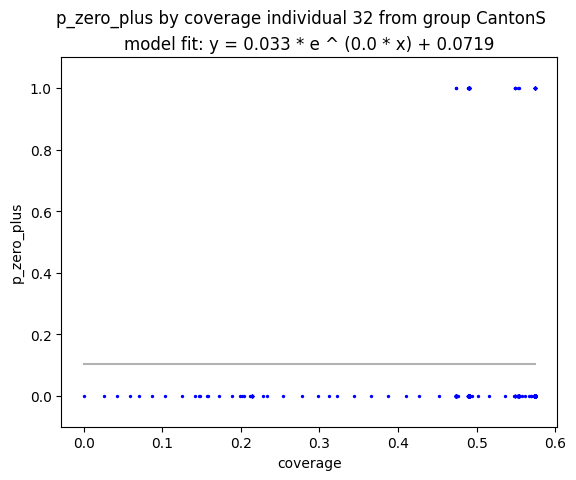 p_zero_plus by coverage individual 32 from group CantonS
model fit: y = 0.033 * e ^ (0.0 * x) + 0.0719
1.0
0.8
0.6
0.4
0.2
0.0
p_zero_plus
0.0 0.1 0.2 0.3 0.4 0.5 0.6
coverage